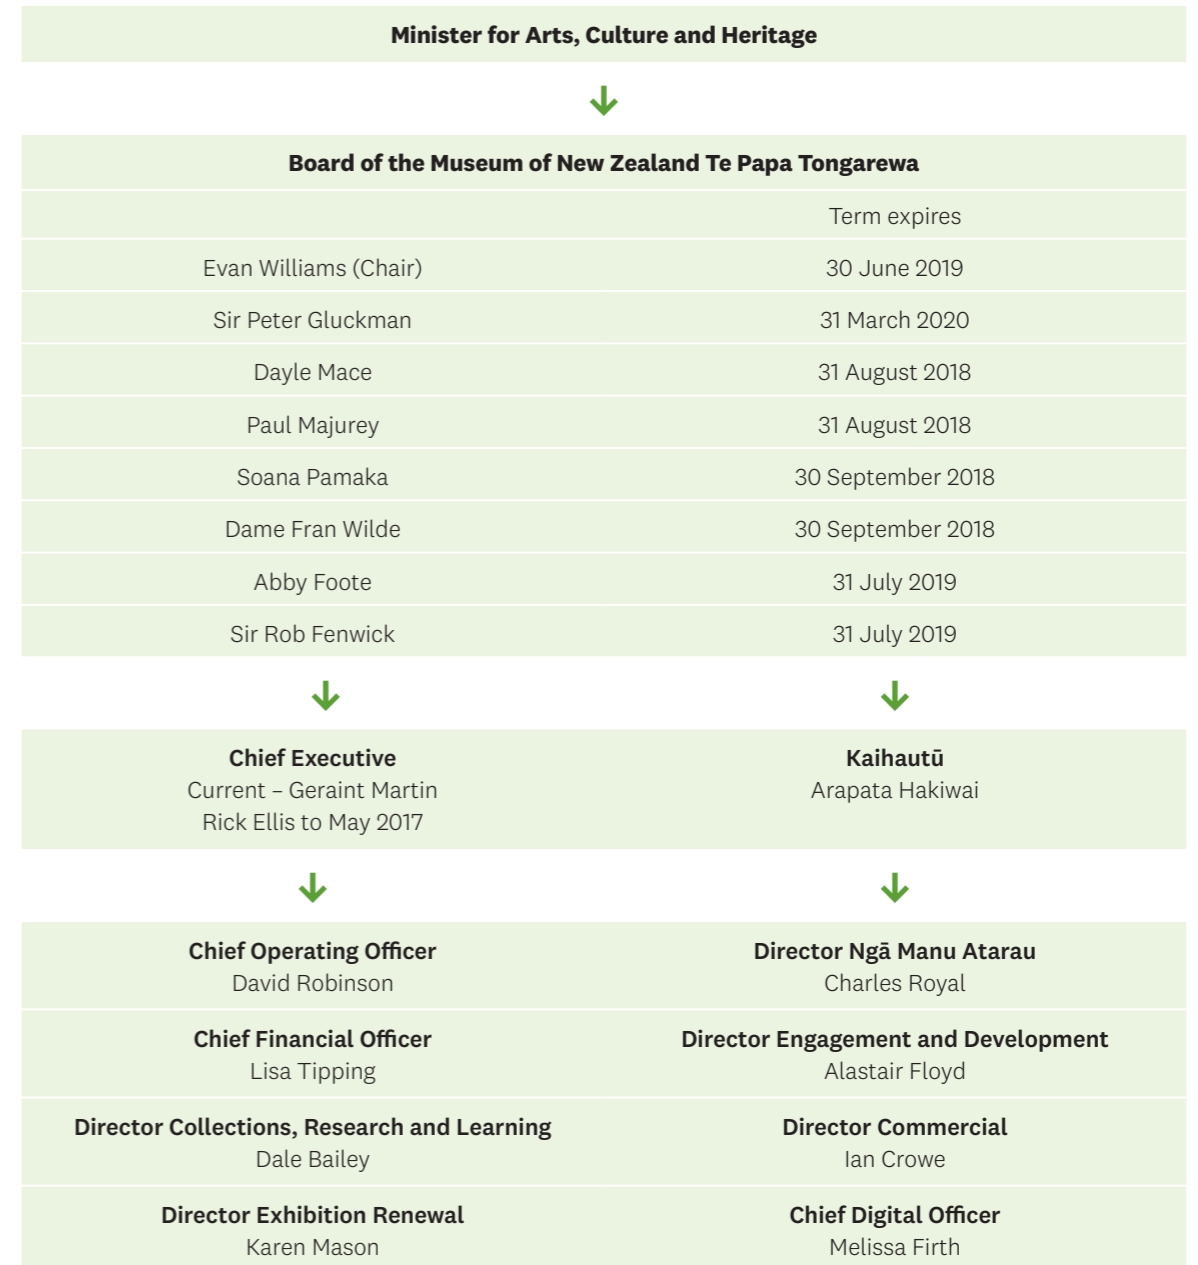 Minister for Arts, Culture and Heritage
Board of the Museum of New Zealand Te Papa Tongarewa
Term expires
Evan Williams (Chair) 30 June 2019
Sir Peter Gluckman 31 March 2020
Dayle Mace 31 August 2018
Paul Majurey 31 August 2018
Soana Pamaka 30 September 2018
Dame Fran Wilde 30 September 2018
Abby Foote 31 July 2019
Sir Rob Fenwick 31 July 2019
Chief Executive
Current – Geraint Martin
Rick Ellis to May 2017
Kaihautū
Arapata Hakiwai
Chief Operating Officer
David Robinson
Director Ngā Manu Atarau
Charles Royal
Chief Financial Officer
Lisa Tipping
Director Engagement and Development
Alastair Floyd
Director Collections, Research and Learning
Dale Bailey
Director Commercial
Ian Crowe
Director Exhibition Renewal
Karen Mason
Chief Digital Officer
Melissa Firth